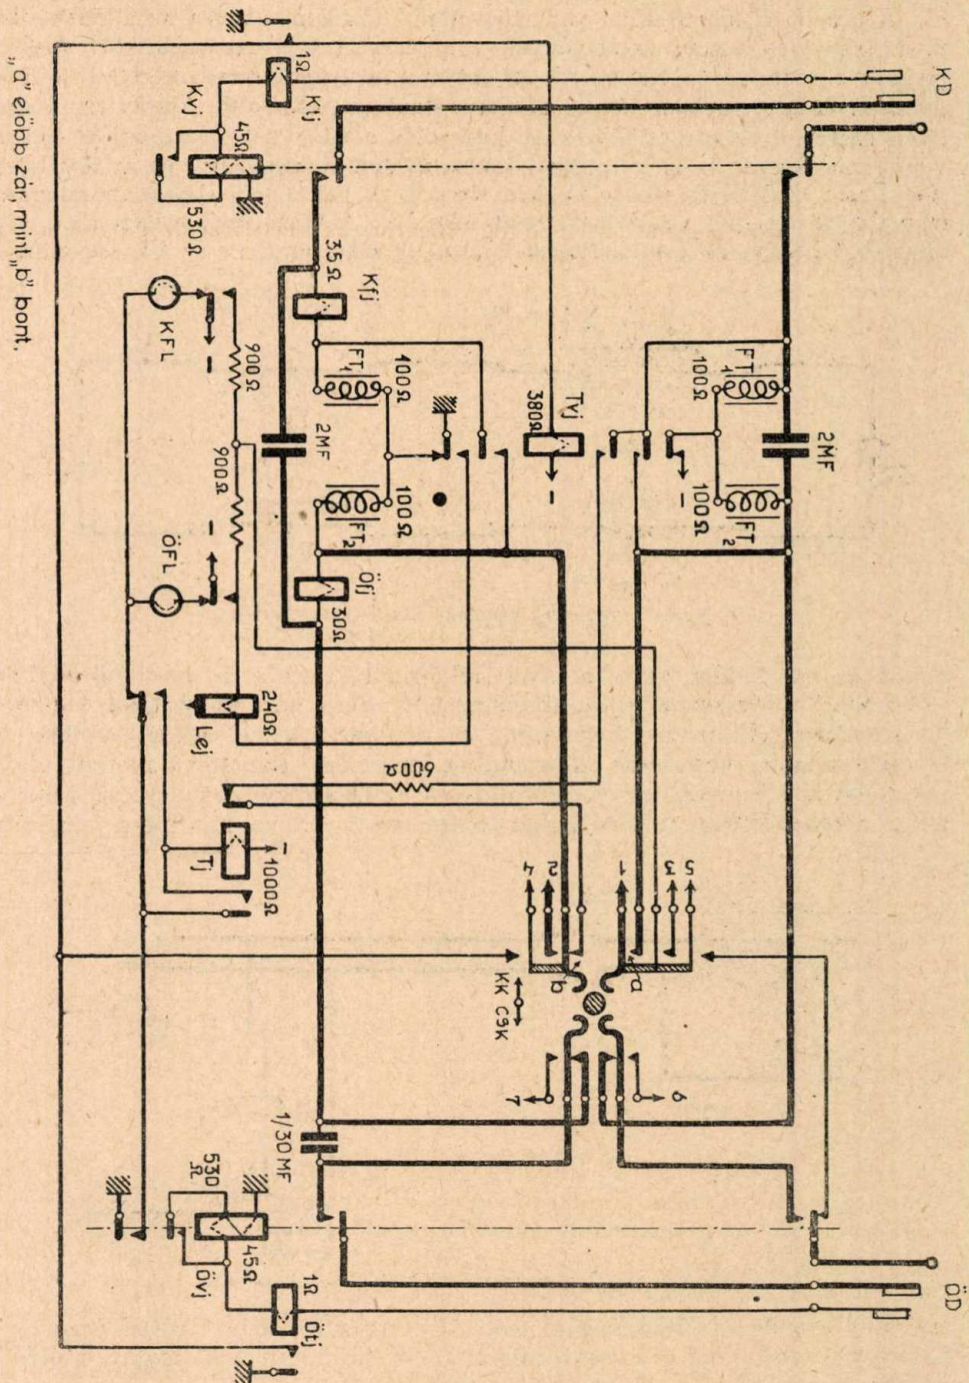 KD
1Ω
Ktj
Kvj
45Ω
530Ω
35Ω
Kfj
KFL
900Ω
FT₁
400Ω
2MF
900Ω
100Ω
FT₂
ÖFL
Öfj
30Ω
Tvj
380Ω
FT₁
100Ω
2MF
100Ω
FT₂
240Ω
Lej
600Ω
Tj
1000Ω
4
2
1
3
5
b
a
KK CSK
7
6
1/30 MF
530
Ω
45Ω
Övj
1Ω
Ötj
ÖD
„a" előbb zár, mint „b" bont.